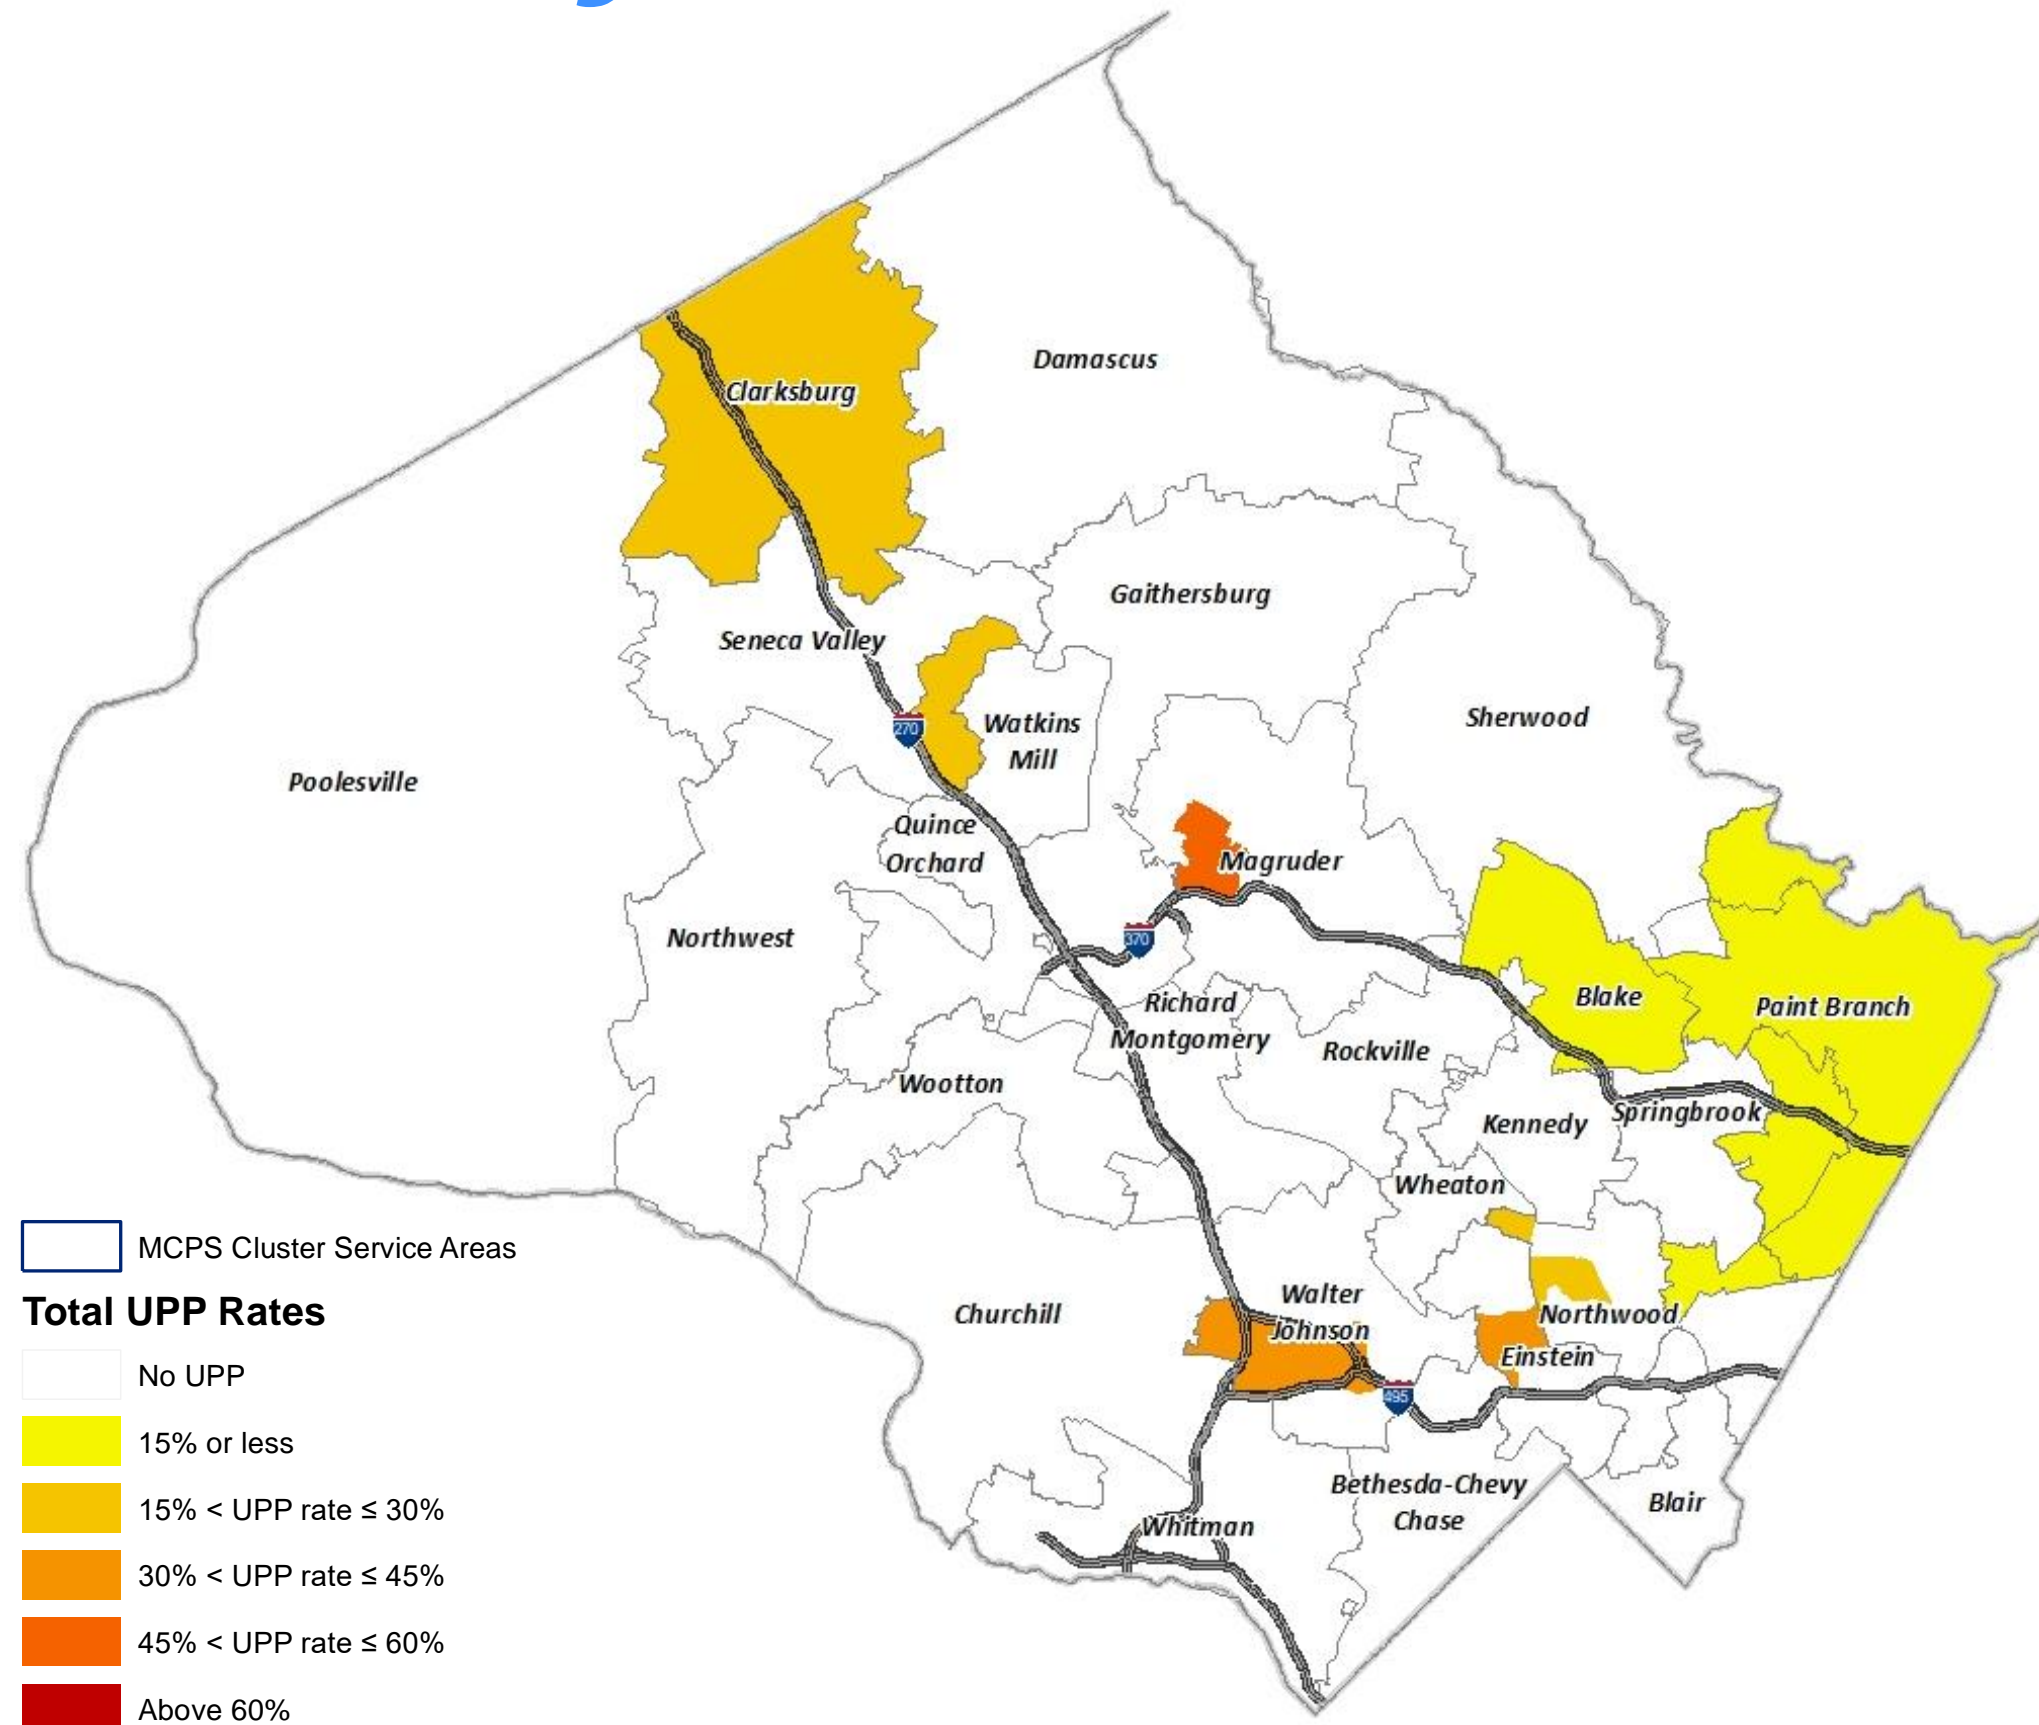 Damascus
Clarksburg
Gaithersburg
Seneca Valley
Sherwood
270
Watkins
Mill
Poolesville
Quince
Orchard
Magruder
Northwest
370
Blake
Paint Branch
Richard
Montgomery
Rockville
Wootton
Springbrook
Kennedy
Wheaton
MCPS Cluster Service Areas
Total UPP Rates
No UPP
15% or less
15% < UPP rate ≤ 30%
30% < UPP rate ≤ 45%
45% < UPP rate ≤ 60%
Above 60%
Churchill
Walter
Johnson
Northwood
Einstein
495
Bethesda-Chevy
Chase
Blair
Whitman